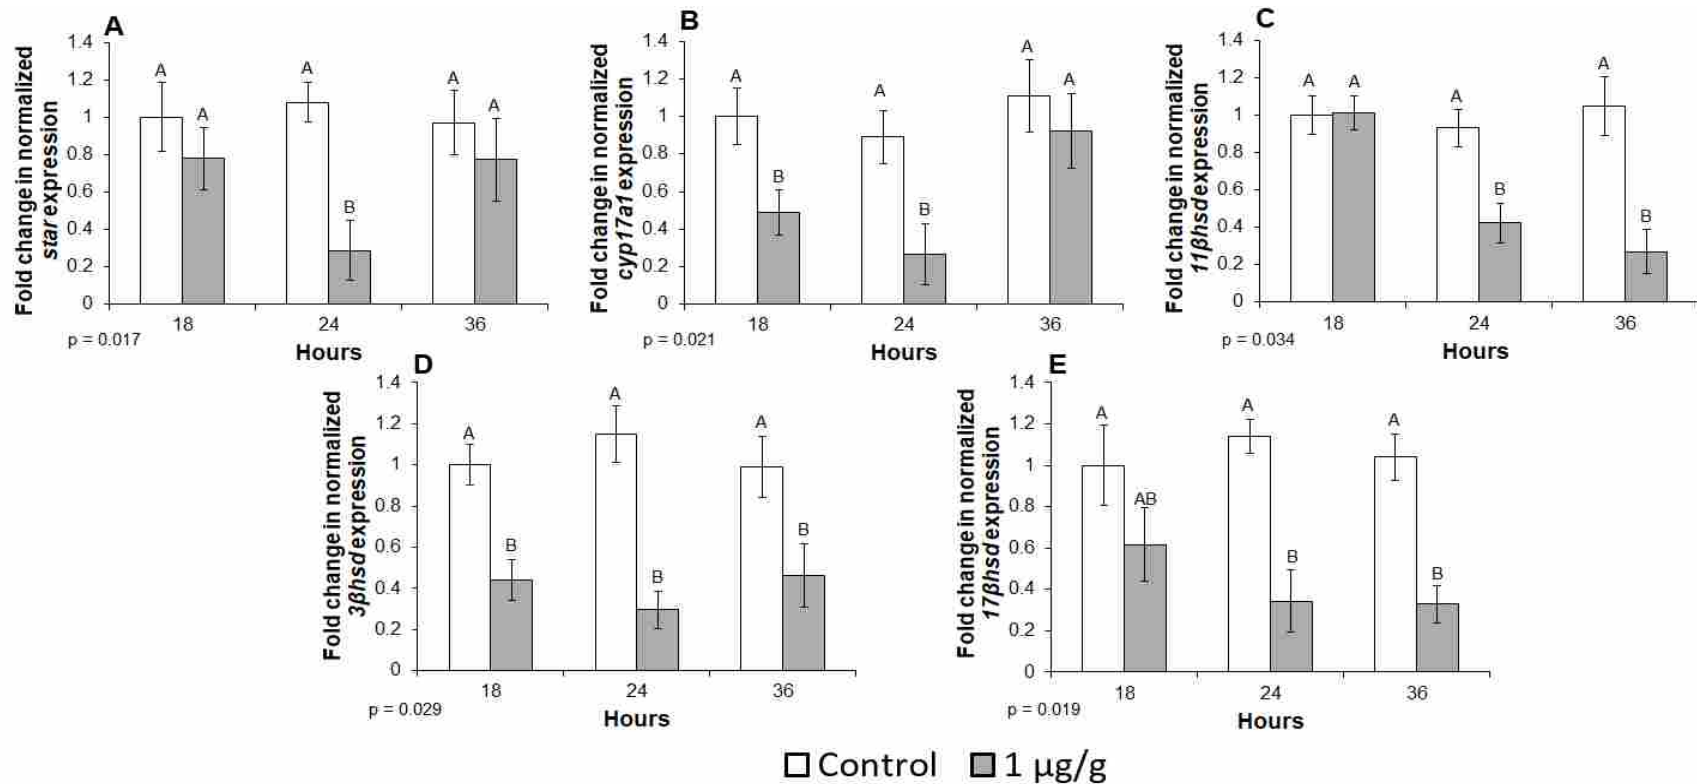 A
Fold change in normalized
star expression
1.4
1.2
1
0.8
0.6
0.4
0.2
0
A
A
A
B
A
A
18
24
36
p = 0.017
Hours
B
Fold change in normalized
cyp17a1 expression
1.4
1.2
1
0.8
0.6
0.4
0.2
0
A
B
A
B
A
A
18
24
36
p = 0.021
Hours
C
Fold change in normalized
11βhsd expression
1.4
1.2
1
0.8
0.6
0.4
0.2
0
A
A
A
B
A
B
18
24
36
p = 0.034
Hours
D
Fold change in normalized
3βhsd expression
1.4
1.2
1
0.8
0.6
0.4
0.2
0
A
B
A
B
A
B
18
24
36
p = 0.029
Hours
E
Fold change in normalized
17βhsd expression
1.4
1.2
1
0.8
0.6
0.4
0.2
0
A
AB
A
B
A
B
18
24
36
p = 0.019
Hours
Control
1 µg/g